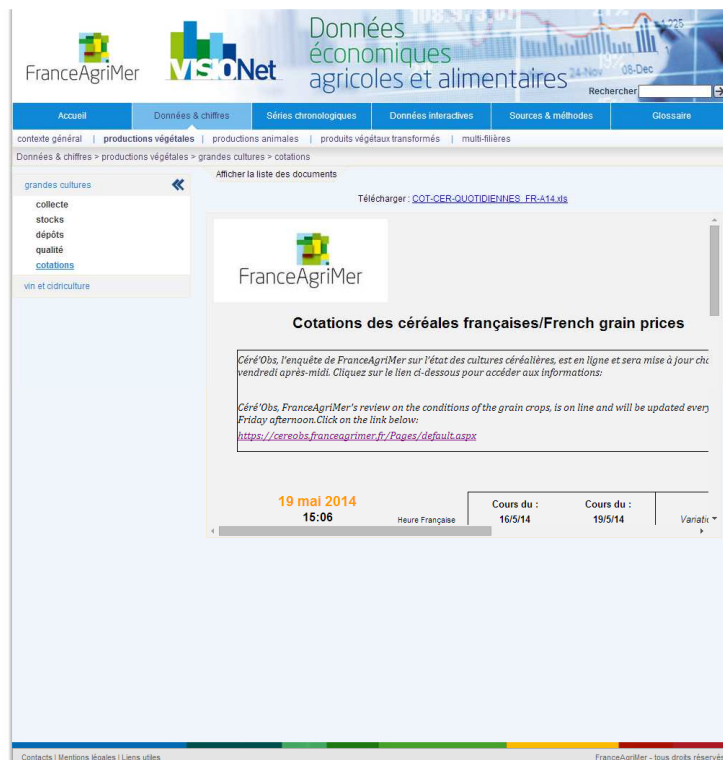 FranceAgriMer
VISIONet
Données
économiques
agricoles et alimentaires
24-Nov 08-Dec
Rechercher
Accueil Données & chiffres Séries chronologiques Données interactives Sources & méthodes Glossaire
contexte général | productions végétales | productions animales | produits végétaux transformés | multi-filières
Données & chiffres > productions végétales > grandes cultures > cotations
grandes cultures
collecte
stocks
dépôts
qualité
cotations
vin et cidriculture
Afficher la liste des documents
Télécharger : COT-CER-QUOTIDIENNES_FR-A14.xls
FranceAgriMer
Cotations des céréales françaises/French grain prices
Céré'Obs, l'enquête de FranceAgriMer sur l'état des cultures céréalières, est en ligne et sera mise à jour cha
vendredi après-midi. Cliquez sur le lien ci-dessous pour accéder aux informations:
Céré'Obs, FranceAgriMer's review on the conditions of the grain crops, is on line and will be updated every
Friday afternoon.Click on the link below:
https://cereobs.franceagrimer.fr/Pages/default.aspx
19 mai 2014
15:06
Heure Française
Cours du : Cours du :
16/5/14 19/5/14 Variatic
Contacts | Mentions légales | Liens utiles
FranceAgriMer - tous droits réservé